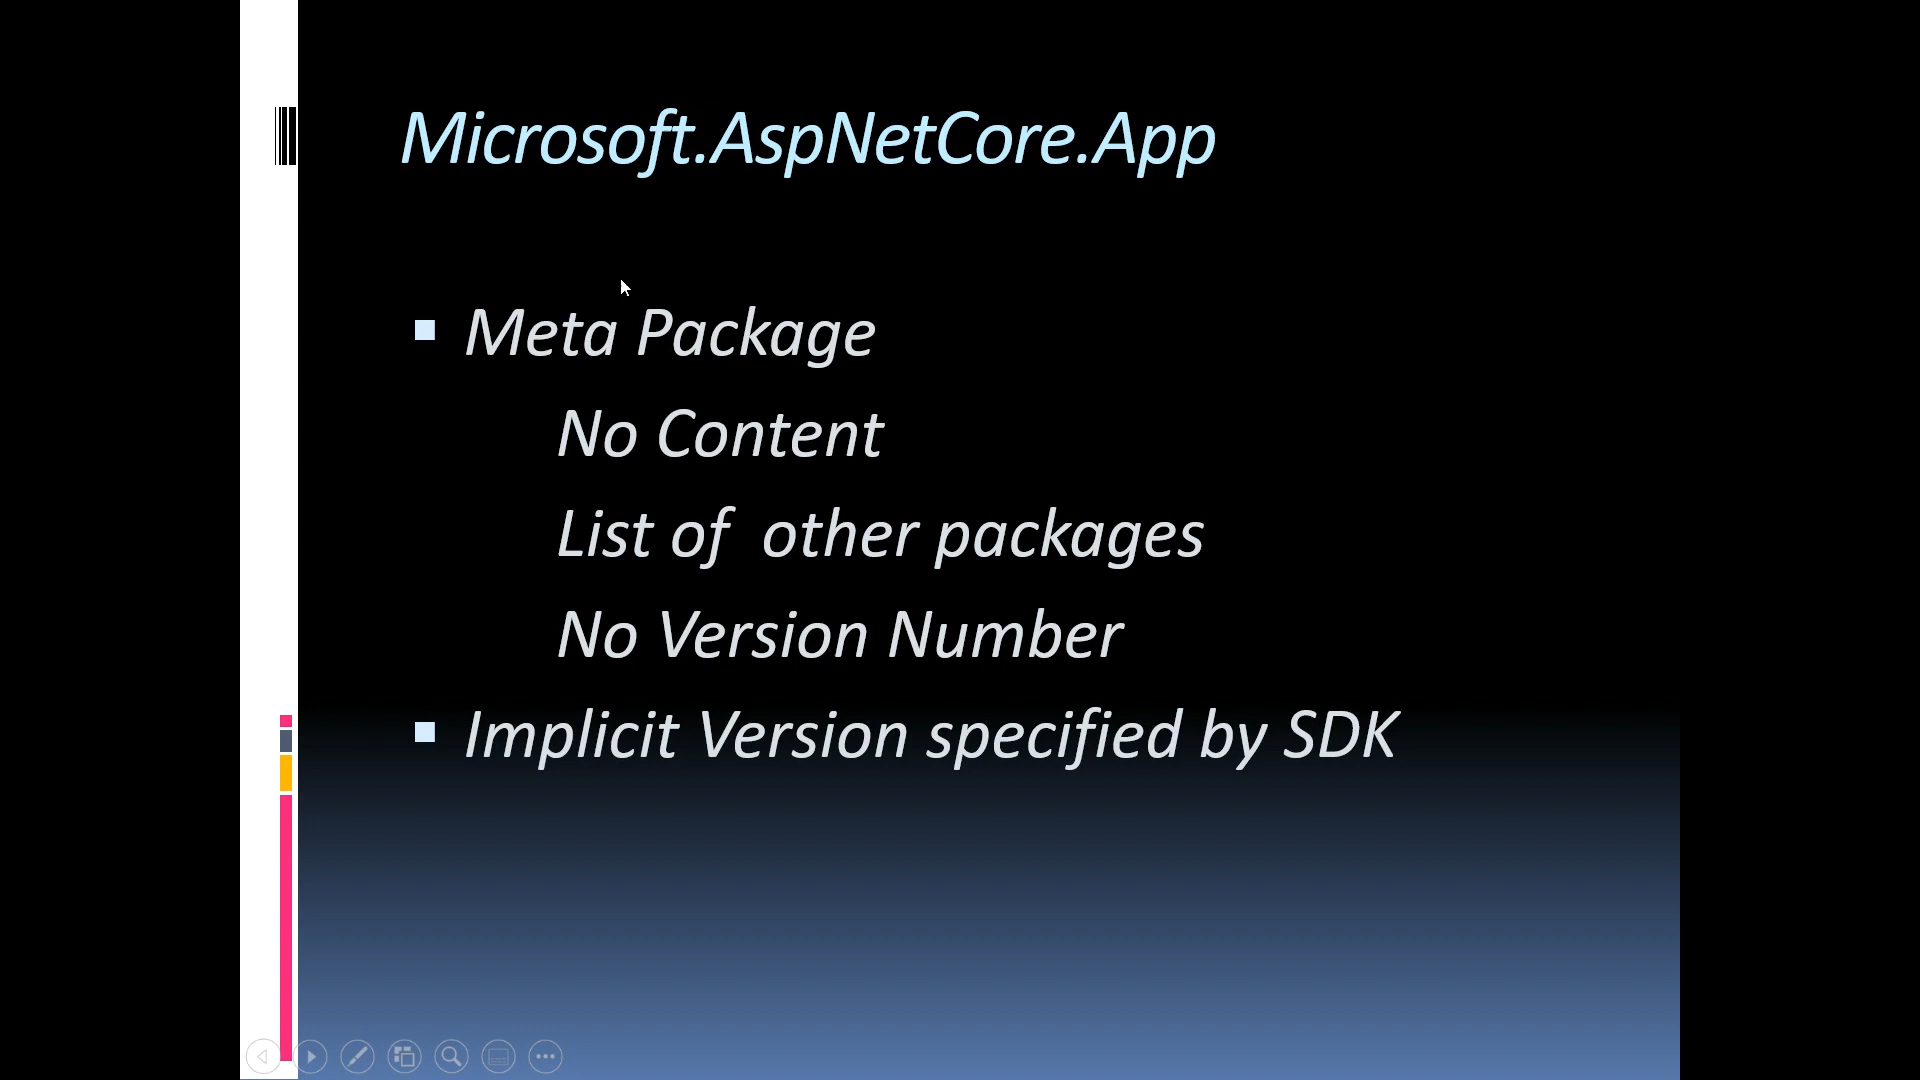 Microsoft.AspNetCore.App
Meta Package
No Content
List of other packages
No Version Number
Implicit Version specified by SDK